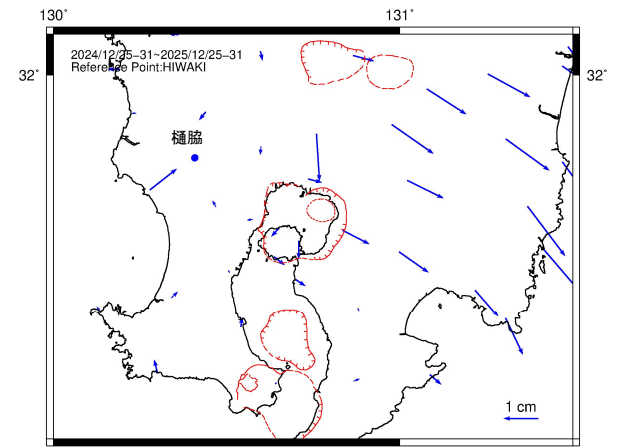 130° 131°
2024/12/25-31~2025/12/25-31
32° 32°
Reference Point:HIWAKI
樋脇
1 cm